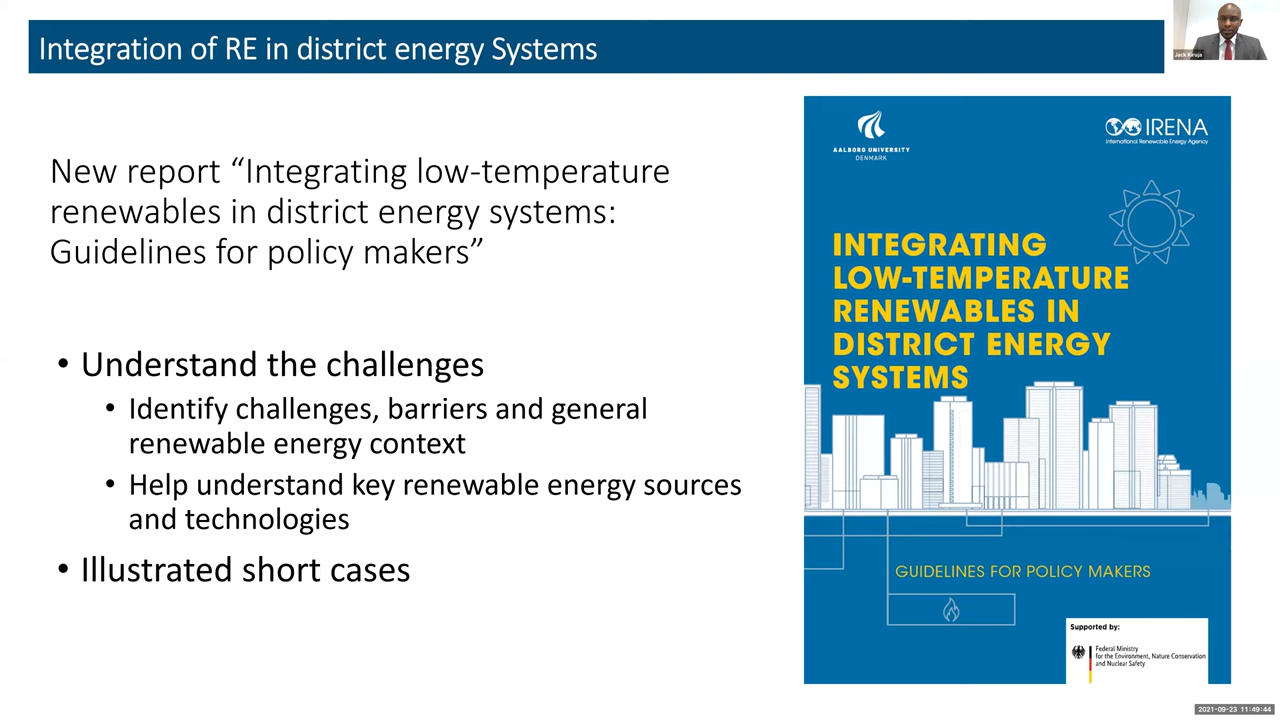 Integration of RE in district energy Systems
Jack Kiruja
New report “Integrating low-temperature
renewables in district energy systems:
Guidelines for policy makers”
• Understand the challenges
• Identify challenges, barriers and general
renewable energy context
• Help understand key renewable energy sources
and technologies
• Illustrated short cases
AALBORG UNIVERSITY
DENMARK
IRENA
International Renewable Energy Agency
INTEGRATING
LOW-TEMPERATURE
RENEWABLES IN
DISTRICT ENERGY
SYSTEMS
GUIDELINES FOR POLICY MAKERS
Supported by:
Federal Ministry
for the Environment, Nature Conservation
and Nuclear Safety
2021-09-23 11:49:44